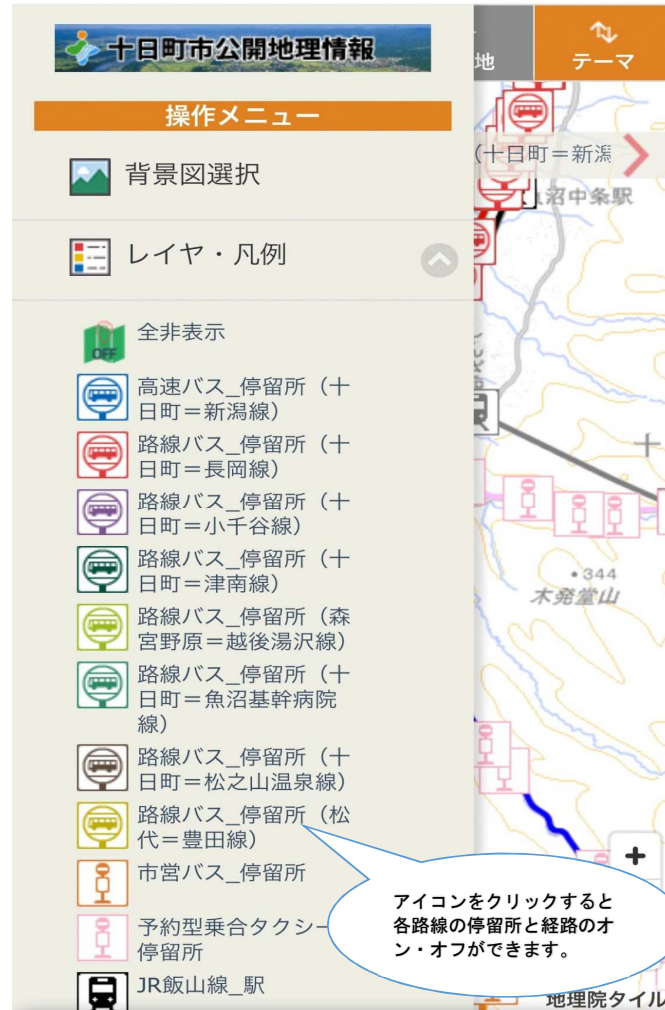 十日町市公開地理情報
テーマ
操作メニュー
背景図選択
レイヤ・凡例
OFF
全非表示
高速バス_停留所（十
日町＝新潟線）
路線バス_停留所（十
日町＝長岡線）
路線バス_停留所（十
日町＝小千谷線）
路線バス_停留所（十
日町＝津南線）
路線バス_停留所（森
宮野原＝越後湯沢線）
路線バス_停留所（十
日町＝魚沼基幹病院
線）
路線バス_停留所（十
日町＝松之山温泉線）
路線バス_停留所（松
代＝豊田線）
市営バス_停留所
予約型乗合タクシー
停留所
JR飯山線_駅
地
（十日町＝新潟
沼中条駅
•344
木発堂山
+
アイコンをクリックすると
各路線の停留所と経路のオ
ン・オフができます。
地理院タイル